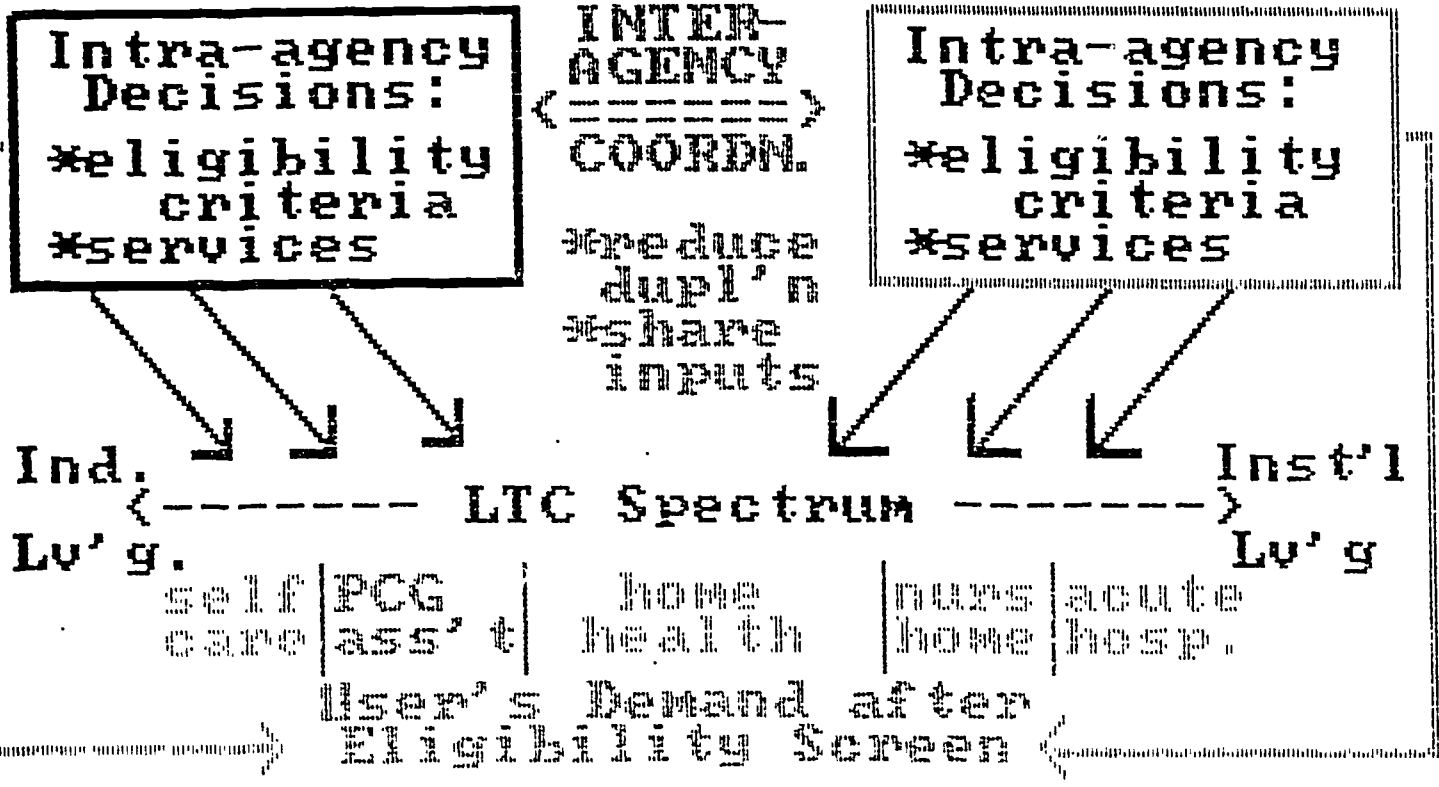 Intra-agency
Decisions:
*eligibility
criteria
*services
INTER-
AGENCY
<======>
COORDN.
*reduce
dupl'n
*share
inputs
Intra-agency
Decisions:
*eligibility
criteria
*services
Ind.
Lv'g.
<------- LTC Spectrum ------->
Inst'l
Lv'g
self
care
PCG
ass't
home
health
nurs
home
acute
hosp.
User's Demand after
Eligibility Screen